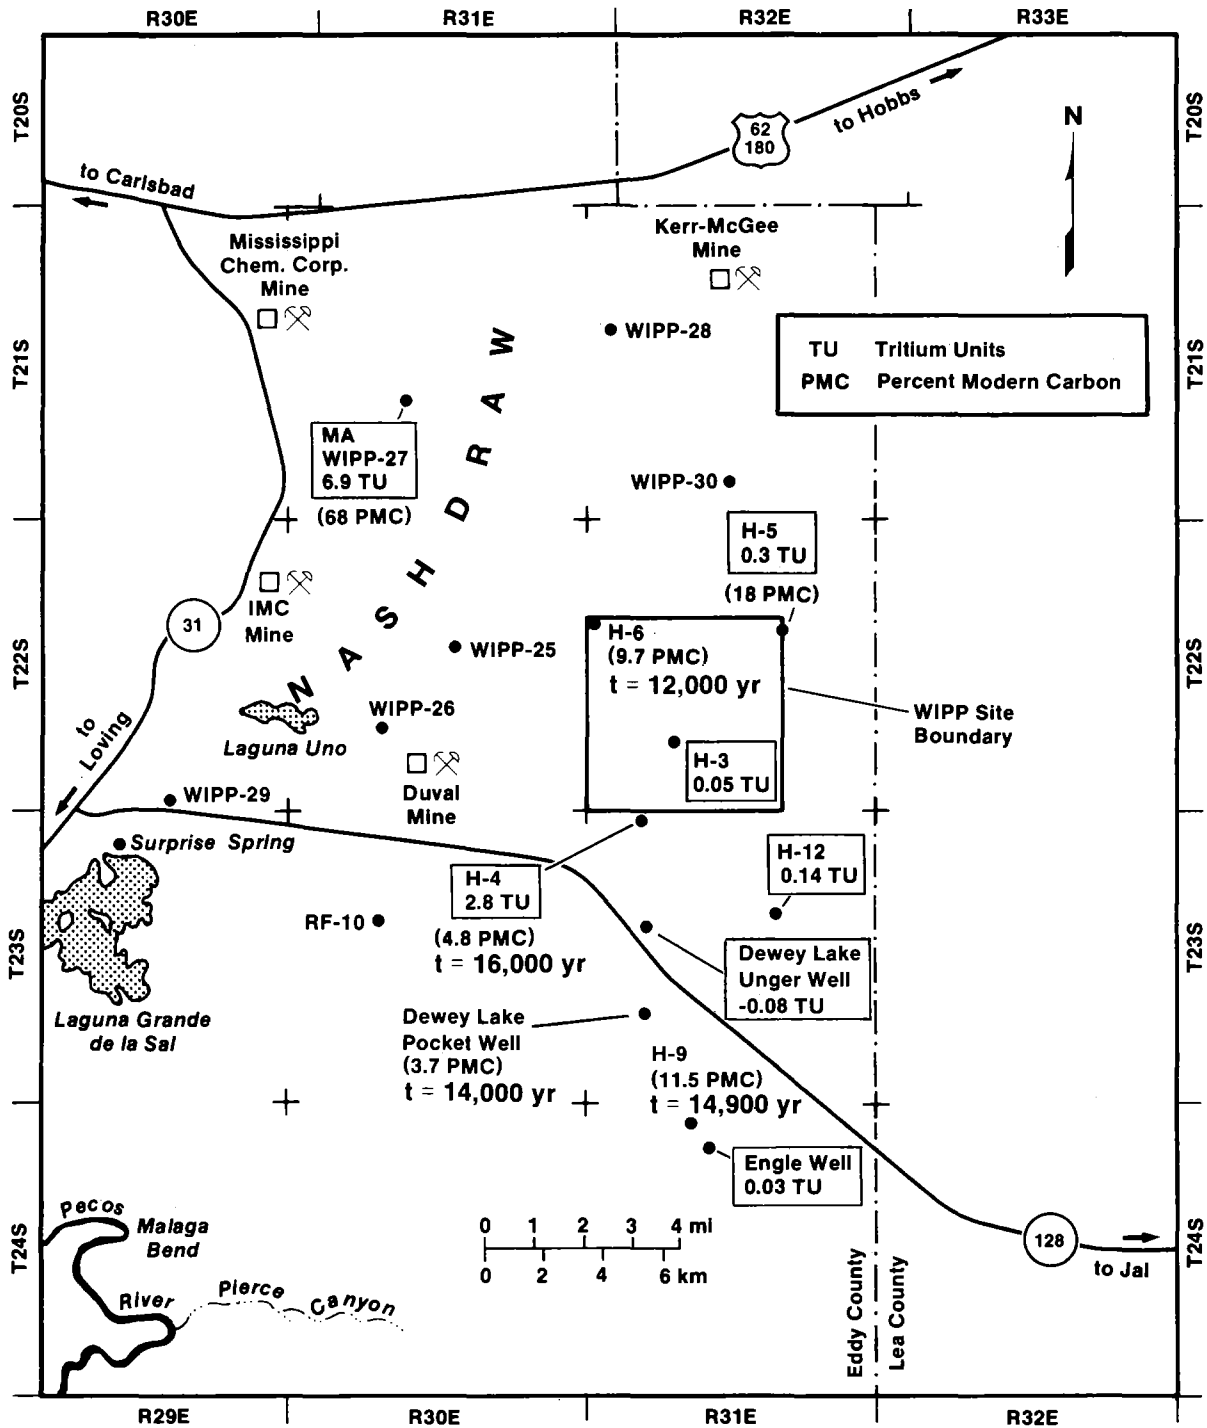 R30E
R31E
R32E
R33E
T20S
T20S
to Hobbs
62
180
N
to Carlsbad
Kerr-McGee
Mine
Mississippi
Chem. Corp.
Mine
WIPP-28
TU Tritium Units
PMC Percent Modern Carbon
T21S
T21S
MA
WIPP-27
6.9 TU
(68 PMC)
NASH DRAW
WIPP-30
H-5
0.3 TU
(18 PMC)
IMC
Mine
31
H-6
(9.7 PMC)
t = 12,000 yr
WIPP-25
T22S
T22S
WIPP-26
Laguna Uno
to
Loving
WIPP Site
Boundary
H-3
0.05 TU
Duval
Mine
WIPP-29
Surprise Spring
H-12
0.14 TU
H-4
2.8 TU
(4.8 PMC)
t = 16,000 yr
RF-10
T23S
T23S
Dewey Lake
Unger Well
-0.08 TU
Laguna Grande
de la Sal
Dewey Lake
Pocket Well
(3.7 PMC)
t = 14,000 yr
H-9
(11.5 PMC)
t = 14,900 yr
Engle Well
0.03 TU
Pecos
Malaga
Bend
River
Pierce Canyon
0 1 2 3 4 mi
0 2 4 6 km
T24S
T24S
128
to Jal
Eddy County
Lea County
R29E
R30E
R31E
R32E